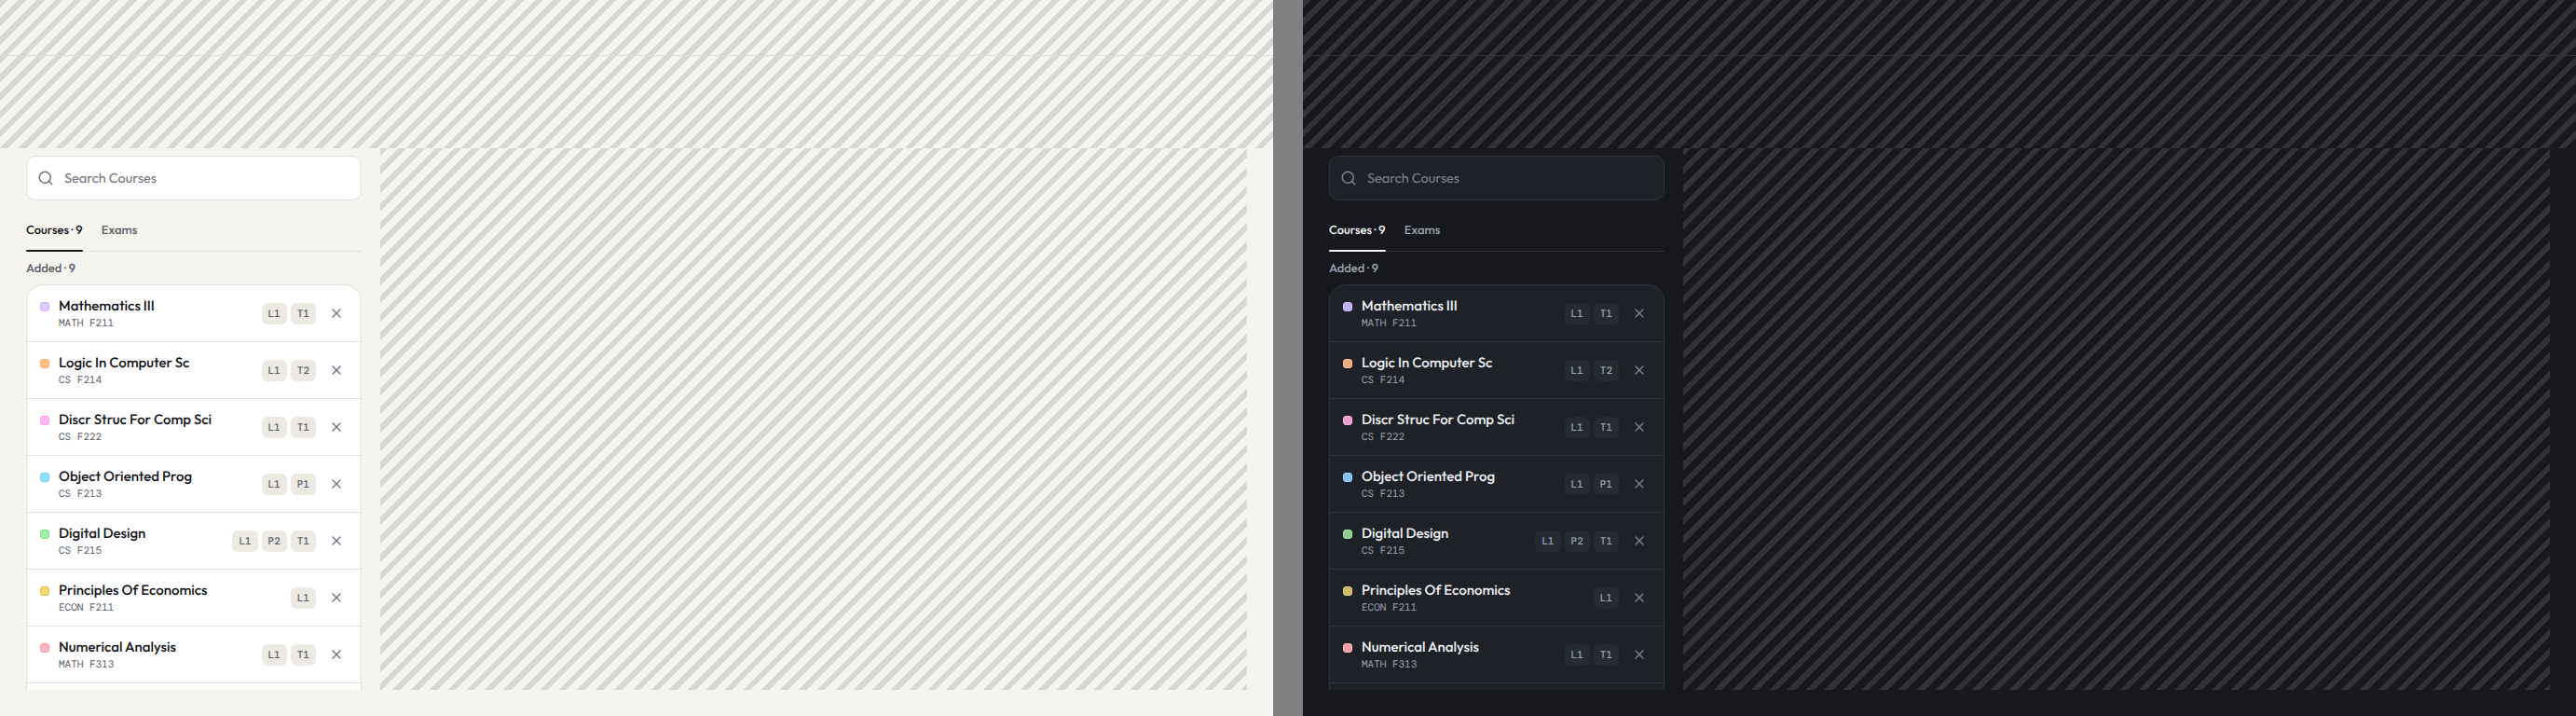 Search Courses
Courses · 9 Exams
Added · 9
Mathematics III L1 T1
MATH F211
Logic In Computer Sc L1 T2
CS F214
Discr Struc For Comp Sci L1 T1
CS F222
Object Oriented Prog L1 P1
CS F213
Digital Design L1 P2 T1
CS F215
Principles Of Economics L1
ECON F211
Numerical Analysis L1 T1
MATH F313
Search Courses
Courses · 9 Exams
Added · 9
Mathematics III L1 T1
MATH F211
Logic In Computer Sc L1 T2
CS F214
Discr Struc For Comp Sci L1 T1
CS F222
Object Oriented Prog L1 P1
CS F213
Digital Design L1 P2 T1
CS F215
Principles Of Economics L1
ECON F211
Numerical Analysis L1 T1
MATH F313